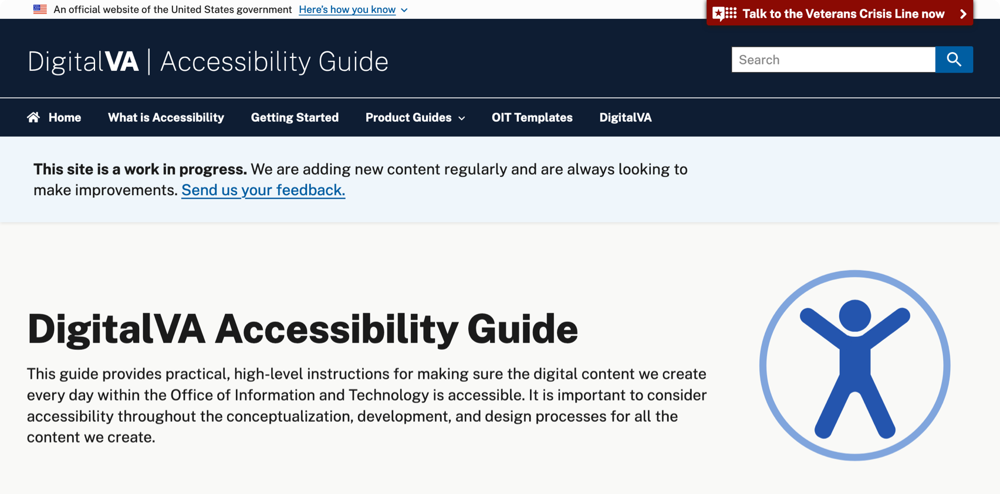 An official website of the United States government Here's how you know
Talk to the Veterans Crisis Line now
DigitalVA | Accessibility Guide
Search
Home What is Accessibility Getting Started Product Guides OIT Templates DigitalVA
This site is a work in progress. We are adding new content regularly and are always looking to
make improvements. Send us your feedback.
DigitalVA Accessibility Guide
This guide provides practical, high-level instructions for making sure the digital content we create
every day within the Office of Information and Technology is accessible. It is important to consider
accessibility throughout the conceptualization, development, and design processes for all the
content we create.